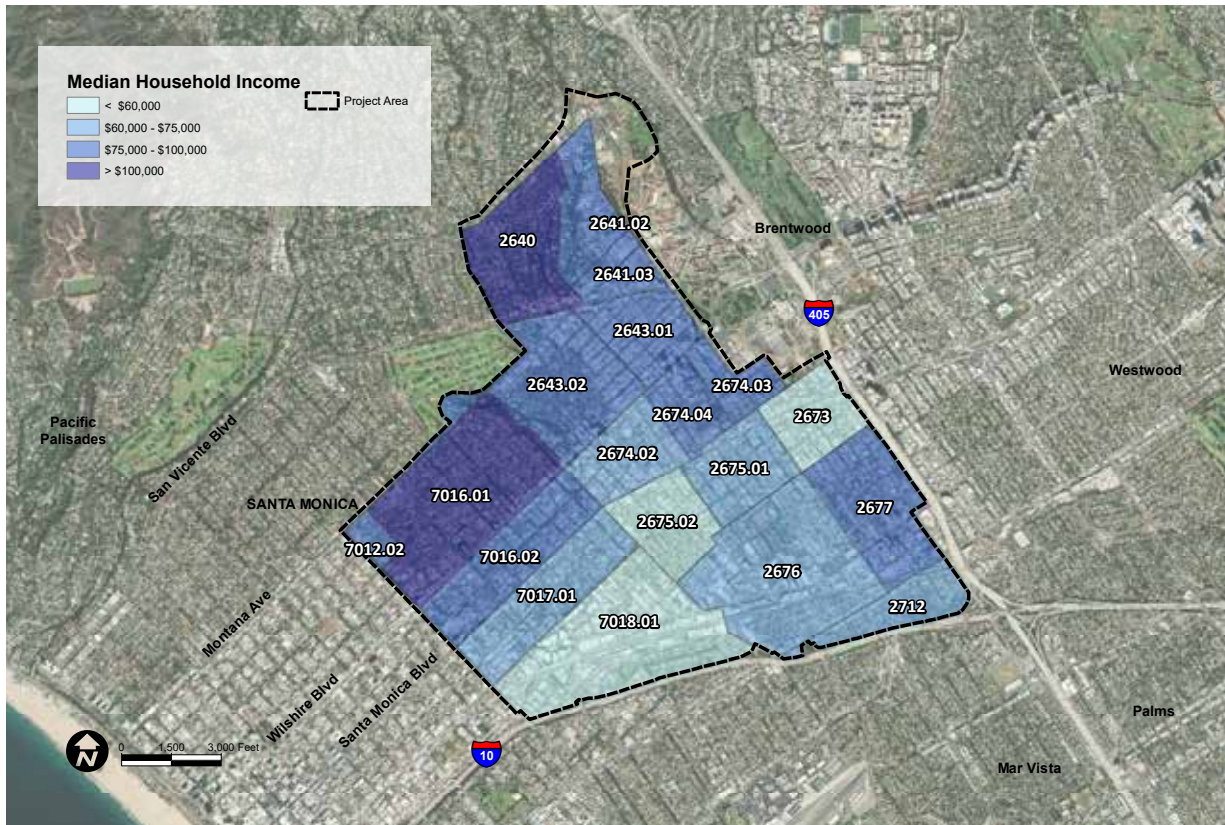 Median Household Income
< $60,000
$60,000 - $75,000
$75,000 - $100,000
> $100,000
Project Area
2640
2641.02
Brentwood
2641.03
405
2643.01
2643.02
2674.03
Westwood
2674.04
2673
Pacific
Palisades
San Vicente Blvd
2674.02
2675.01
7016.01
SANTA MONICA
2677
2675.02
7012.02
7016.02
2676
7017.01
2712
7018.01
Montana Ave
Wilshire Blvd
Santa Monica Blvd
Palms
N
0 1,500 3,000 Feet
10
Mar Vista